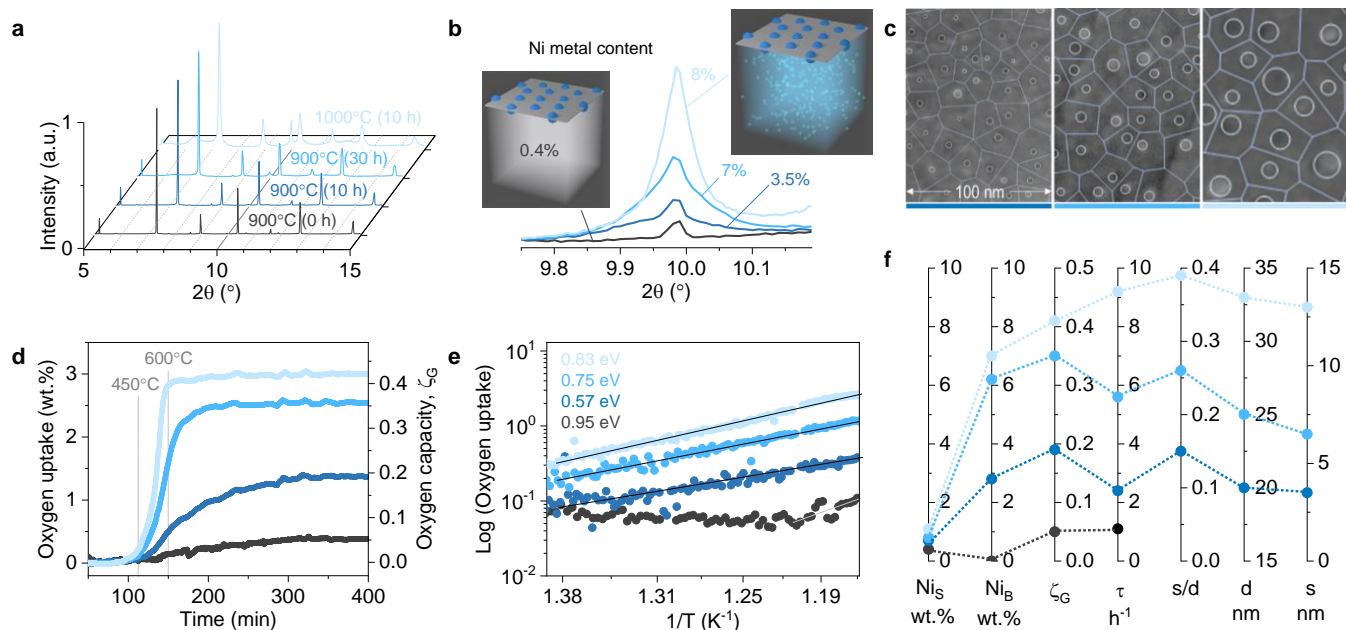 a
Intensity (a.u.)
1
0
1000°C (10 h)
900°C (30 h)
900°C (10 h)
900°C (0 h)
5
10
15
2θ (°)
b
Ni metal content
0.4%
8%
7%
3.5%
9.8
9.9
10.0
10.1
2θ (°)
c
100 nm
d
Oxygen uptake (wt.%)
3
2
1
0
450°C
600°C
0.4
0.3
0.2
0.1
0.0
Oxygen capacity, ζG
100
200
300
400
Time (min)
e
Log (Oxygen uptake)
10¹
10⁰
10⁻¹
10⁻²
0.83 eV
0.75 eV
0.57 eV
0.95 eV
1.38
1.31
1.25
1.19
1/T (K⁻¹)
f
10
8
6
4
2
0
NiS
wt.%
10
8
6
4
2
0
NiB
wt.%
0.5
0.4
0.3
0.2
0.1
0.0
ζG
10
8
6
4
2
0
τ
h⁻¹
0.4
0.3
0.2
0.1
0.0
s/d
35
30
25
20
15
d
nm
15
10
5
0
s
nm